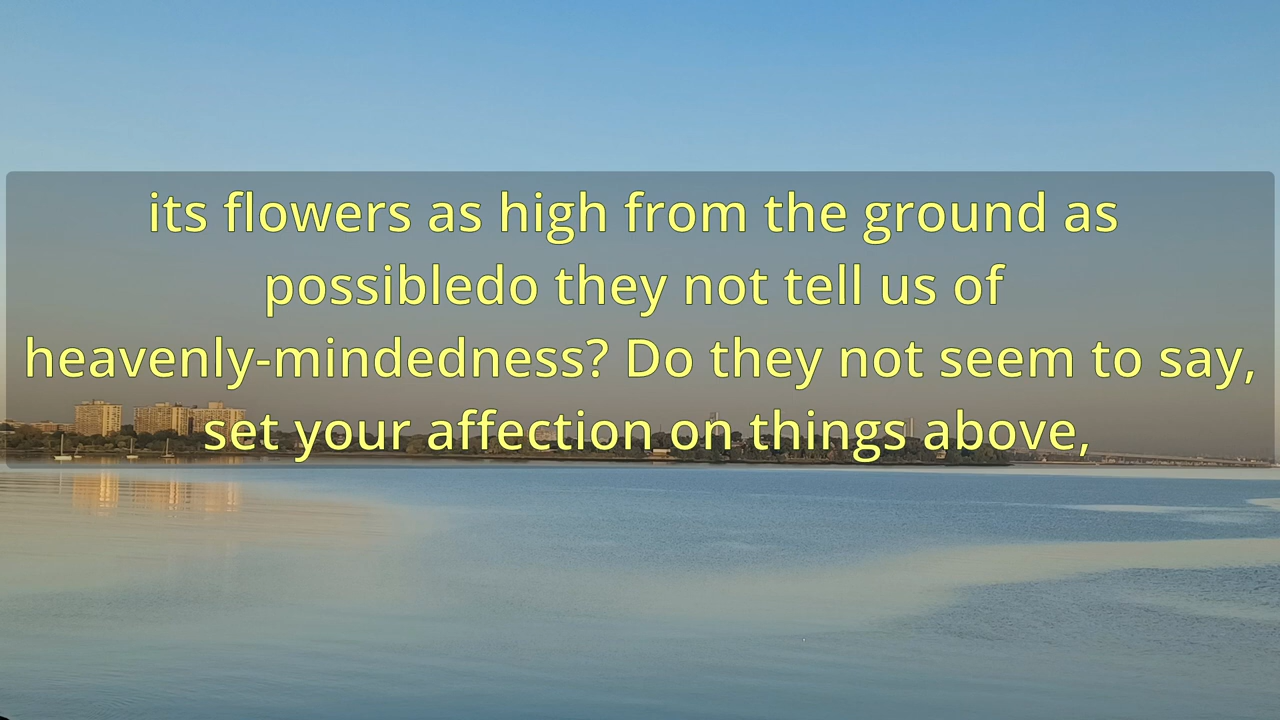 its flowers as high from the ground as
possibledo they not tell us of
heavenly-mindedness? Do they not seem to say,
set your affection on things above,